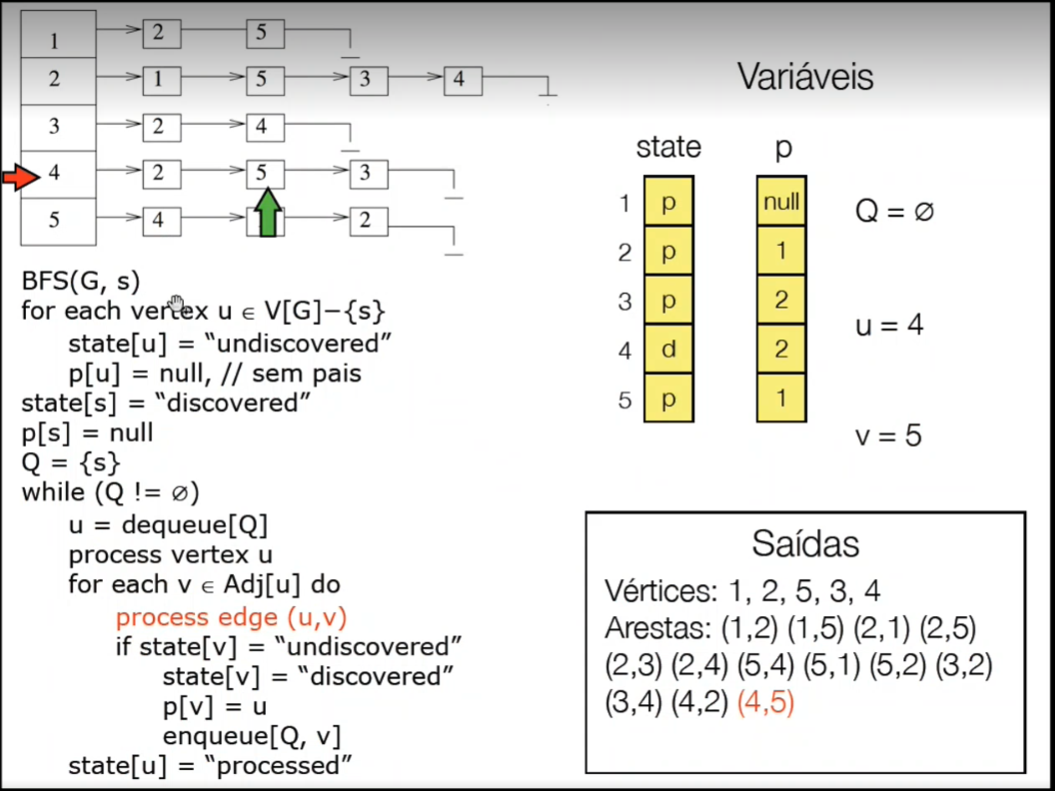 1 2 5
2 1 5 3 4
3 2 4
4 2 5 3
5 4 2
BFS(G, s)
for each vertex u ∈ V[G]−{s}
state[u] = “undiscovered”
p[u] = null, // sem pais
state[s] = “discovered”
p[s] = null
Q = {s}
while (Q != ∅)
u = dequeue[Q]
process vertex u
for each v ∈ Adj[u] do
process edge (u,v)
if state[v] = “undiscovered”
state[v] = “discovered”
p[v] = u
enqueue[Q, v]
state[u] = “processed”
Variáveis
state p
1 p null
2 p 1
3 p 2
4 d 2
5 p 1
Q = ∅
u = 4
v = 5
Saídas
Vértices: 1, 2, 5, 3, 4
Arestas: (1,2) (1,5) (2,1) (2,5)
(2,3) (2,4) (5,4) (5,1) (5,2) (3,2)
(3,4) (4,2) (4,5)